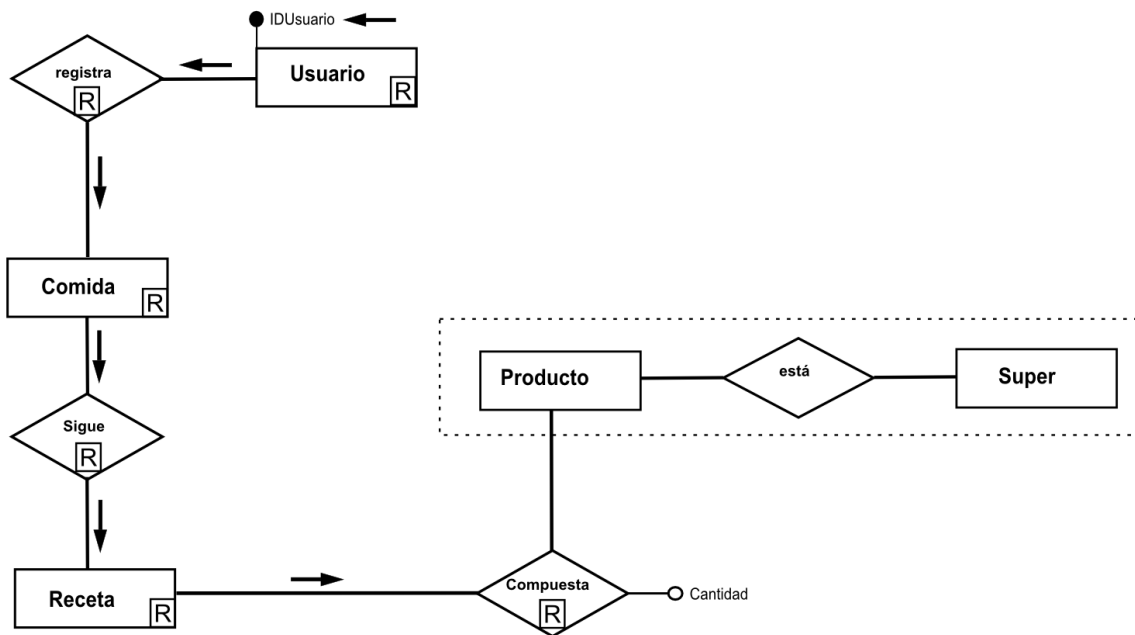 IDUsuario
registra
R
Usuario
R
Comida
R
Producto
está
Super
Sigue
R
Receta
R
Compuesta
R
Cantidad